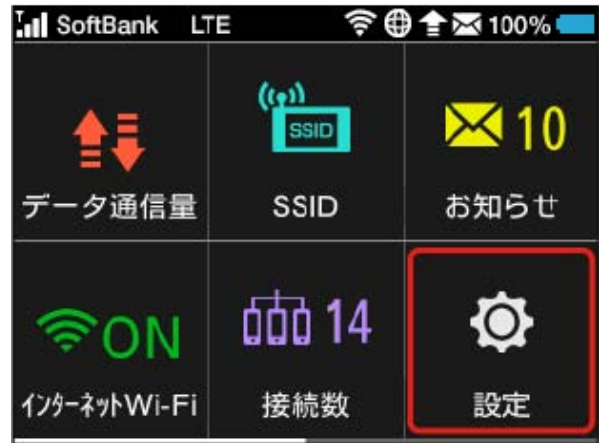 SoftBank LTE 100%
SSID
10
データ通信量 SSID お知らせ
ON 14
インターネットWi-Fi 接続数 設定